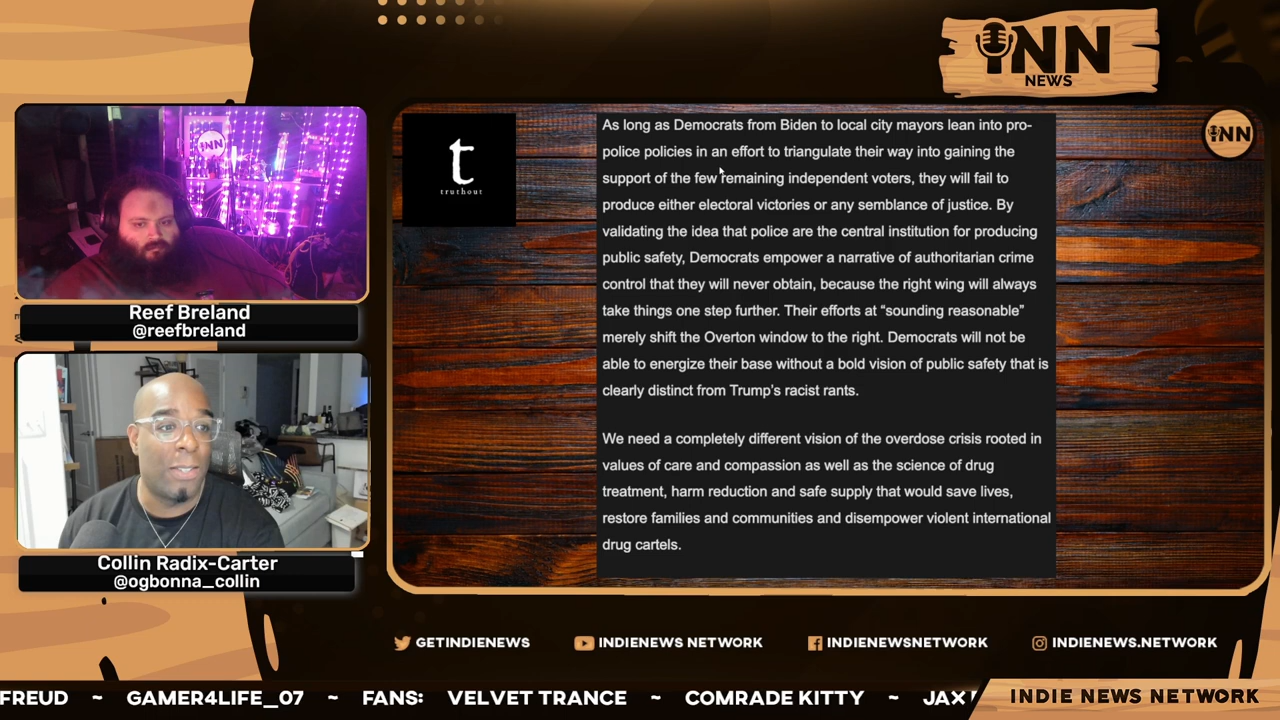 INN
NEWS
INN
INN
t
truthout
As long as Democrats from Biden to local city mayors lean into pro-
police policies in an effort to triangulate their way into gaining the
support of the few remaining independent voters, they will fail to
produce either electoral victories or any semblance of justice. By
validating the idea that police are the central institution for producing
public safety, Democrats empower a narrative of authoritarian crime
control that they will never obtain, because the right wing will always
take things one step further. Their efforts at “sounding reasonable”
merely shift the Overton window to the right. Democrats will not be
able to energize their base without a bold vision of public safety that is
clearly distinct from Trump’s racist rants.
We need a completely different vision of the overdose crisis rooted in
values of care and compassion as well as the science of drug
treatment, harm reduction and safe supply that would save lives,
restore families and communities and disempower violent international
drug cartels.
Reef Breland
@reefbreland
Collin Radix-Carter
@ogbonna_collin
GETINDIENEWS
INDIENEWS NETWORK
INDIENEWSNETWORK
INDIENEWS.NETWORK
FREUD ~ GAMER4LIFE_07 ~ FANS: VELVET TRANCE ~ COMRADE KITTY ~ JAX
INDIE NEWS NETWORK